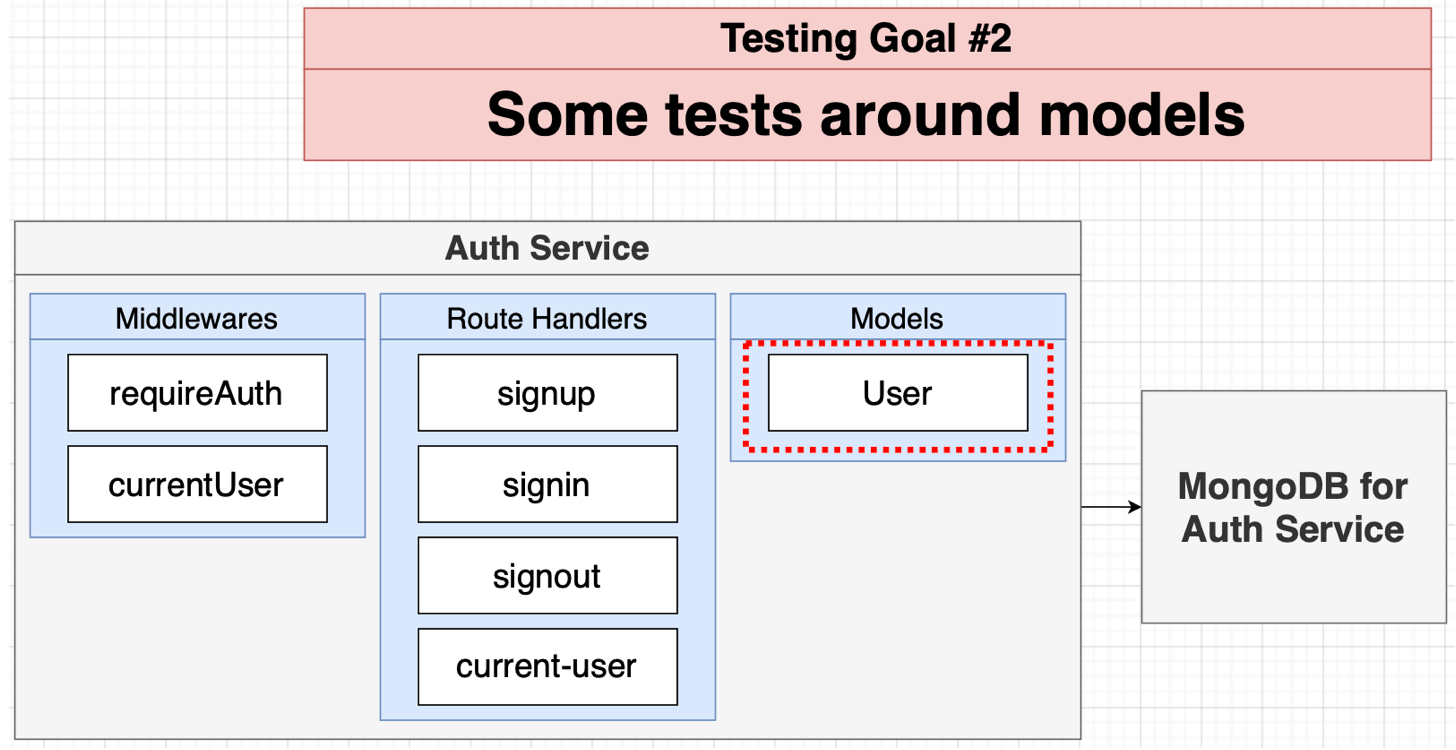 Testing Goal #2
Some tests around models
Auth Service
Middlewares
requireAuth
currentUser
Route Handlers
signup
signin
signout
current-user
Models
User
MongoDB for
Auth Service